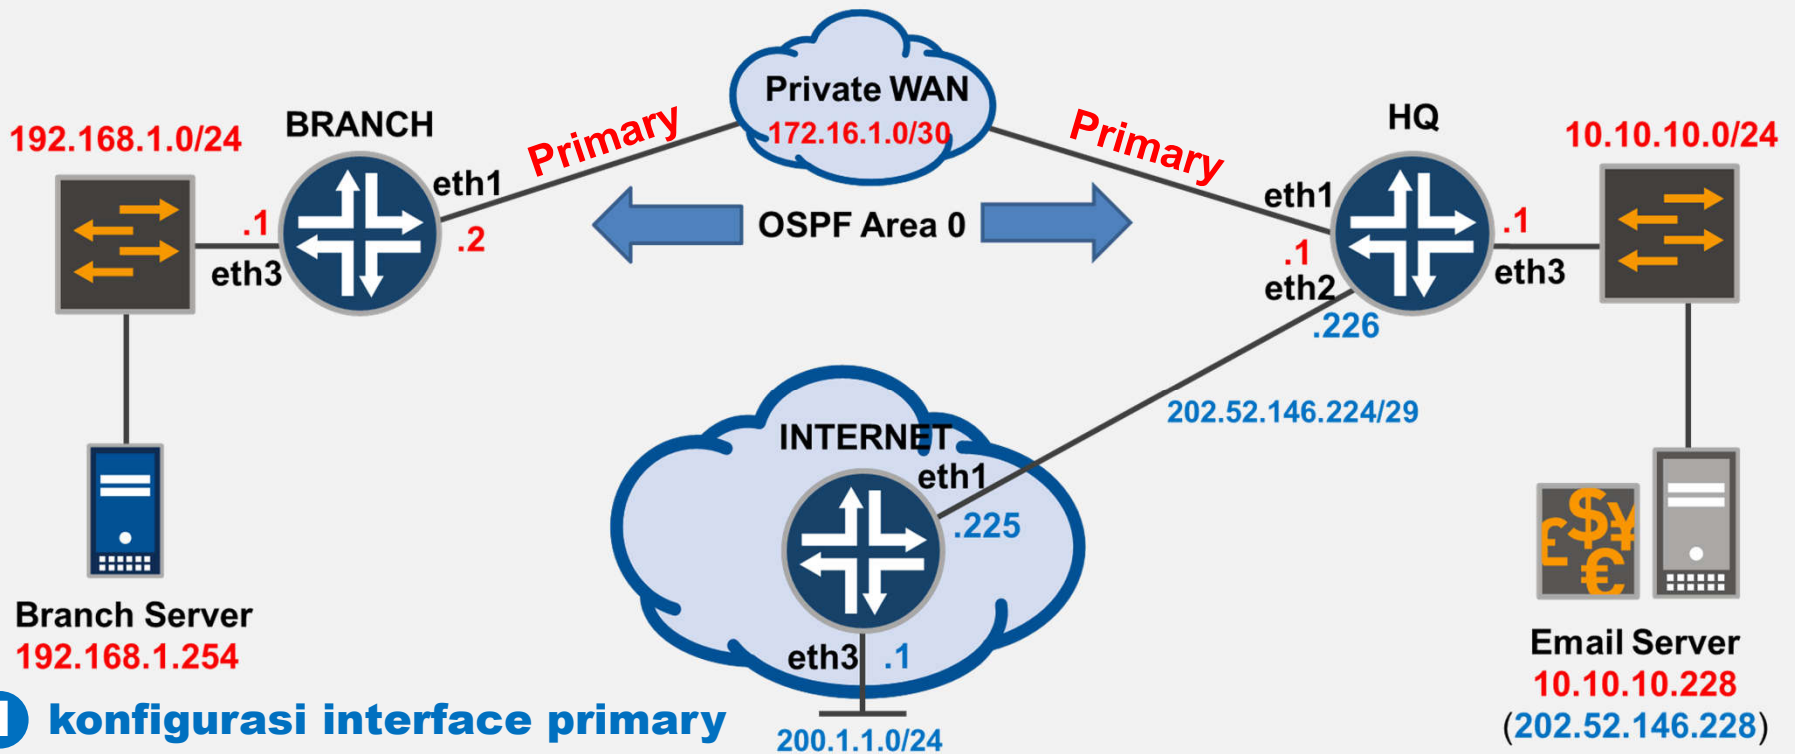 Private WAN
172.16.1.0/30
192.168.1.0/24
BRANCH
Primary
Primary
HQ
10.10.10.0/24
eth1
.2
.1
eth3
OSPF Area 0
eth1
.1
eth2
.226
.1
eth3
202.52.146.224/29
INTERNET
eth1
.225
eth3
.1
200.1.1.0/24
Branch Server
192.168.1.254
£$¥€
Email Server
10.10.10.228
(202.52.146.228)
1 konfigurasi interface primary